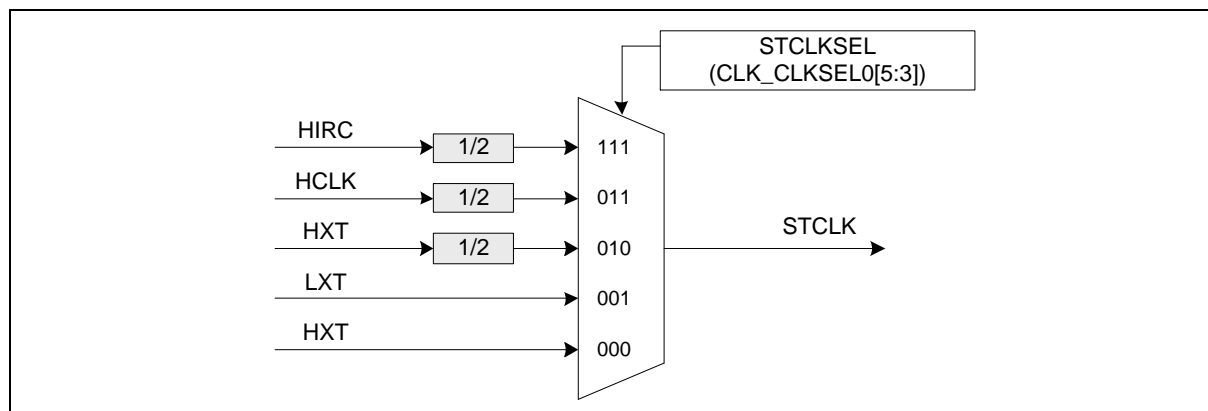 STCLKSEL
(CLK_CLKSEL0[5:3])
HIRC
1/2
111
HCLK
1/2
011
HXT
1/2
010
STCLK
LXT
001
HXT
000